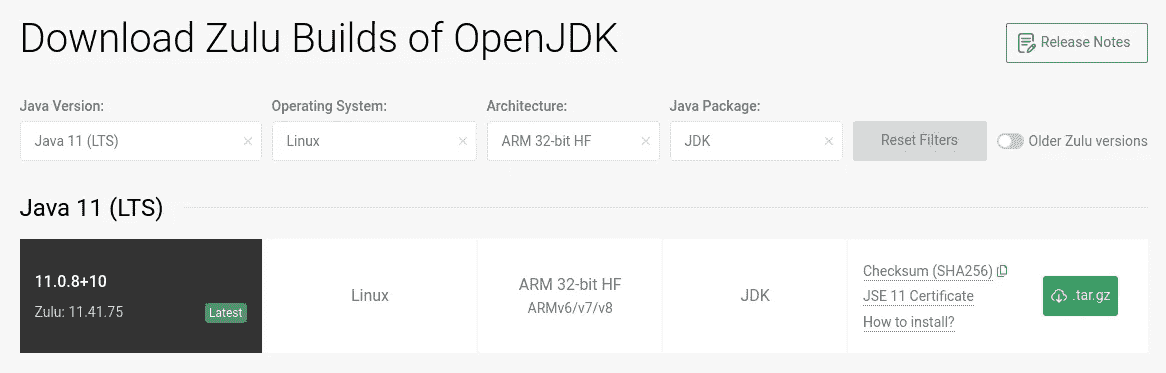 Download Zulu Builds of OpenJDK
Release Notes
Java Version: Operating System: Architecture: Java Package:
Java 11 (LTS) Linux ARM 32-bit HF JDK Reset Filters Older Zulu versions
Java 11 (LTS)
11.0.8+10
Zulu: 11.41.75 Latest
Linux
ARM 32-bit HF
ARMv6/v7/v8
JDK
Checksum (SHA256)
JSE 11 Certificate
How to install?
.tar.gz